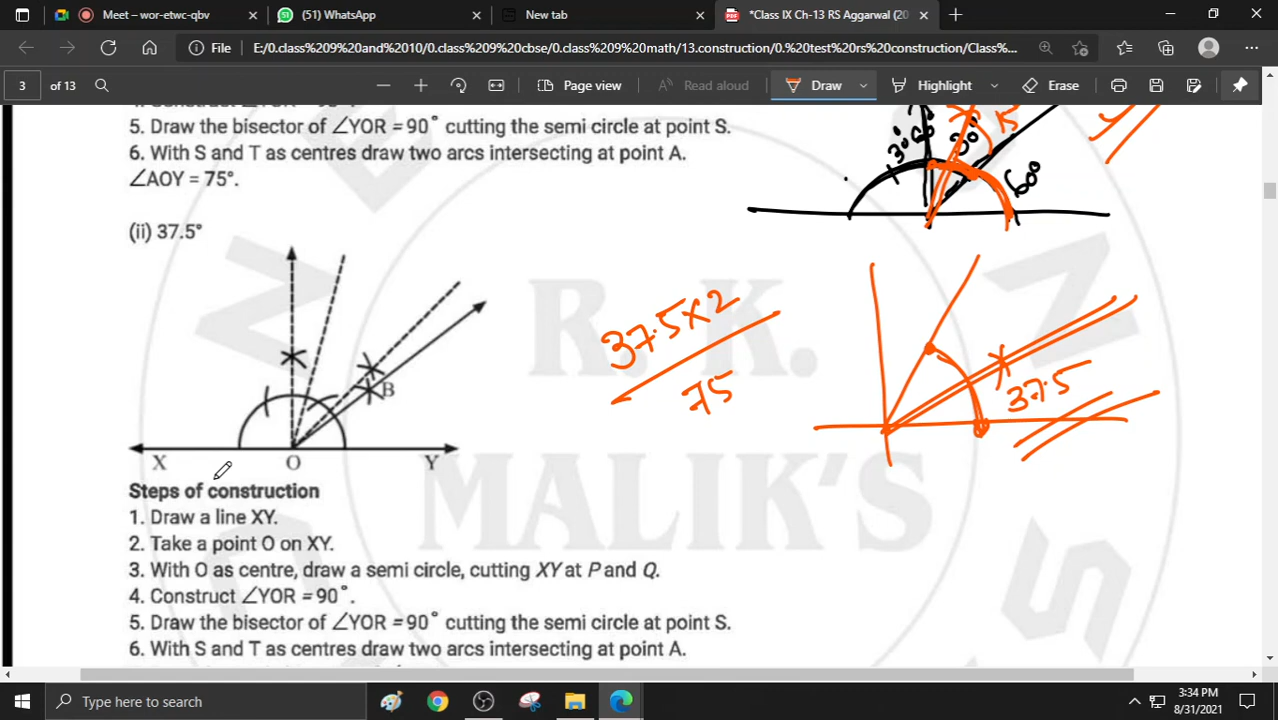 Meet – wor-etwc-qbv
(51) WhatsApp
New tab
*Class IX Ch-13 RS Aggarwal (20
File
E:/0.class%209%20and%2010/0.class%209%20cbse/0.class%209%20math/13.construction/0.%20test%20rs%20construction/Class%...
3 of 13
Page view
Read aloud
Draw
Highlight
Erase
5. Draw the bisector of ∠YOR = 90° cutting the semi circle at point S.
6. With S and T as centres draw two arcs intersecting at point A.
∠AOY = 75°.
30°
60°
15
(ii) 37.5°
B
X O Y
37.5×2
75
37.5
R. K.
MALIK'S
Steps of construction
1. Draw a line XY.
2. Take a point O on XY.
3. With O as centre, draw a semi circle, cutting XY at P and Q.
4. Construct ∠YOR = 90°.
5. Draw the bisector of ∠YOR = 90° cutting the semi circle at point S.
6. With S and T as centres draw two arcs intersecting at point A.
Type here to search
3:34 PM
8/31/2021